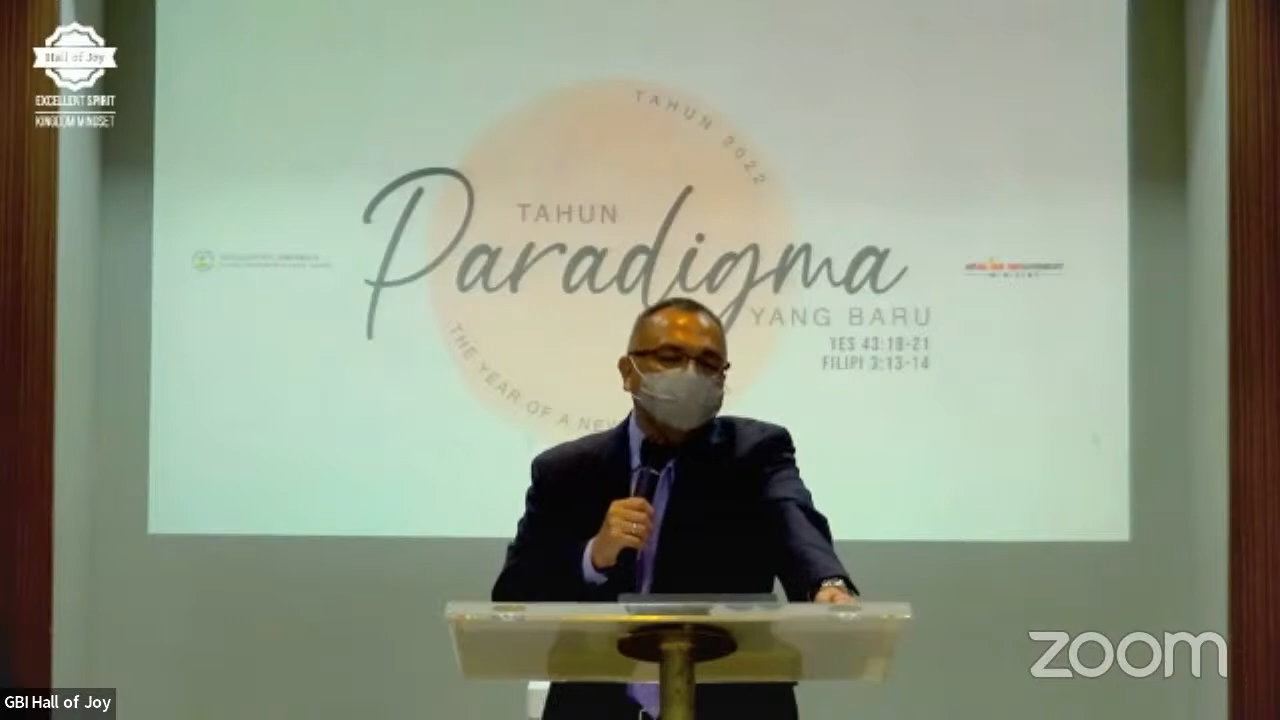 Hall of Joy
EXCELLENT SPIRIT
KINGDOM MINDSET
TAHUN 2022
TAHUN
Paradigma
YANG BARU
YES 43:18-21
FILIPI 3:13-14
THE YEAR OF A NEW
zoom
GBI Hall of Joy